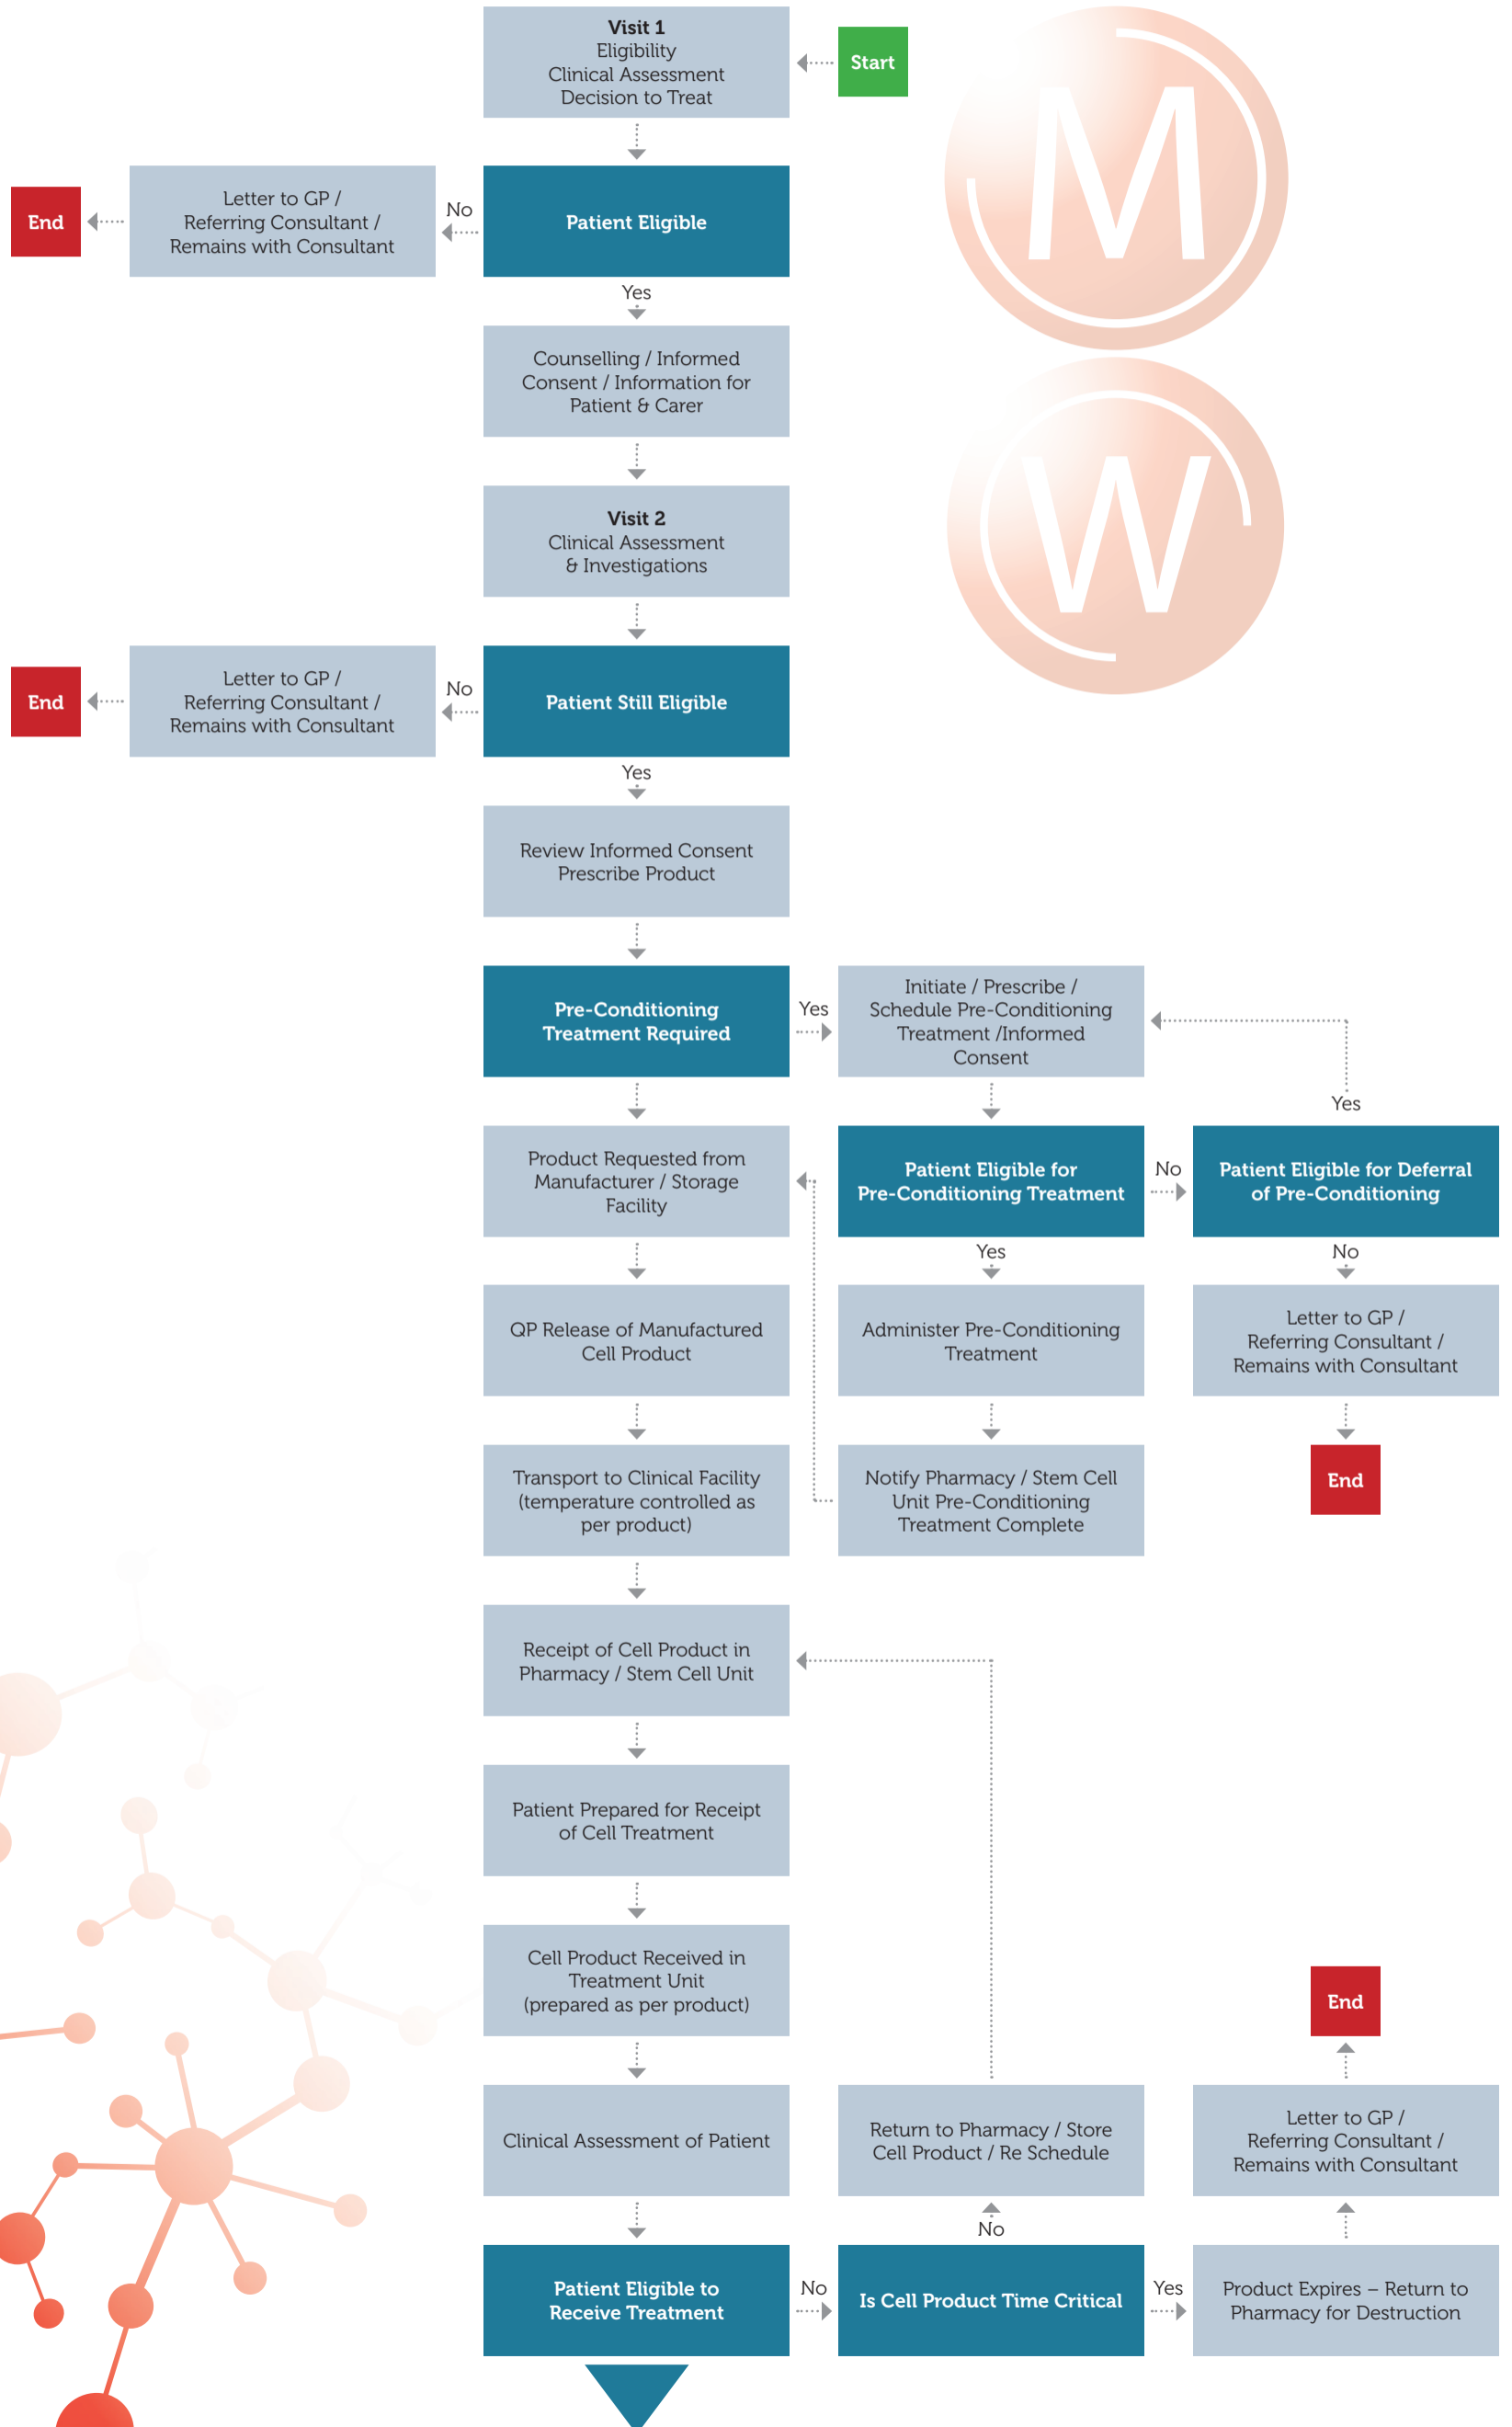 Visit 1
Eligibility
Clinical Assessment
Decision to Treat
Start
M
End
Letter to GP /
Referring Consultant /
Remains with Consultant
No
Patient Eligible
Yes
Counselling / Informed
Consent / Information for
Patient & Carer
W
Visit 2
Clinical Assessment
& Investigations
End
Letter to GP /
Referring Consultant /
Remains with Consultant
No
Patient Still Eligible
Yes
Review Informed Consent
Prescribe Product
Pre-Conditioning
Treatment Required
Yes
Initiate / Prescribe /
Schedule Pre-Conditioning
Treatment /Informed
Consent
Yes
Product Requested from
Manufacturer / Storage
Facility
Patient Eligible for
Pre-Conditioning Treatment
No
Patient Eligible for Deferral
of Pre-Conditioning
Yes
No
QP Release of Manufactured
Cell Product
Administer Pre-Conditioning
Treatment
Letter to GP /
Referring Consultant /
Remains with Consultant
Transport to Clinical Facility
(temperature controlled as
per product)
Notify Pharmacy / Stem Cell
Unit Pre-Conditioning
Treatment Complete
End
Receipt of Cell Product in
Pharmacy / Stem Cell Unit
Patient Prepared for Receipt
of Cell Treatment
Cell Product Received in
Treatment Unit
(prepared as per product)
End
Clinical Assessment of Patient
Return to Pharmacy / Store
Cell Product / Re Schedule
Letter to GP /
Referring Consultant /
Remains with Consultant
No
Patient Eligible to
Receive Treatment
No
Is Cell Product Time Critical
Yes
Product Expires – Return to
Pharmacy for Destruction